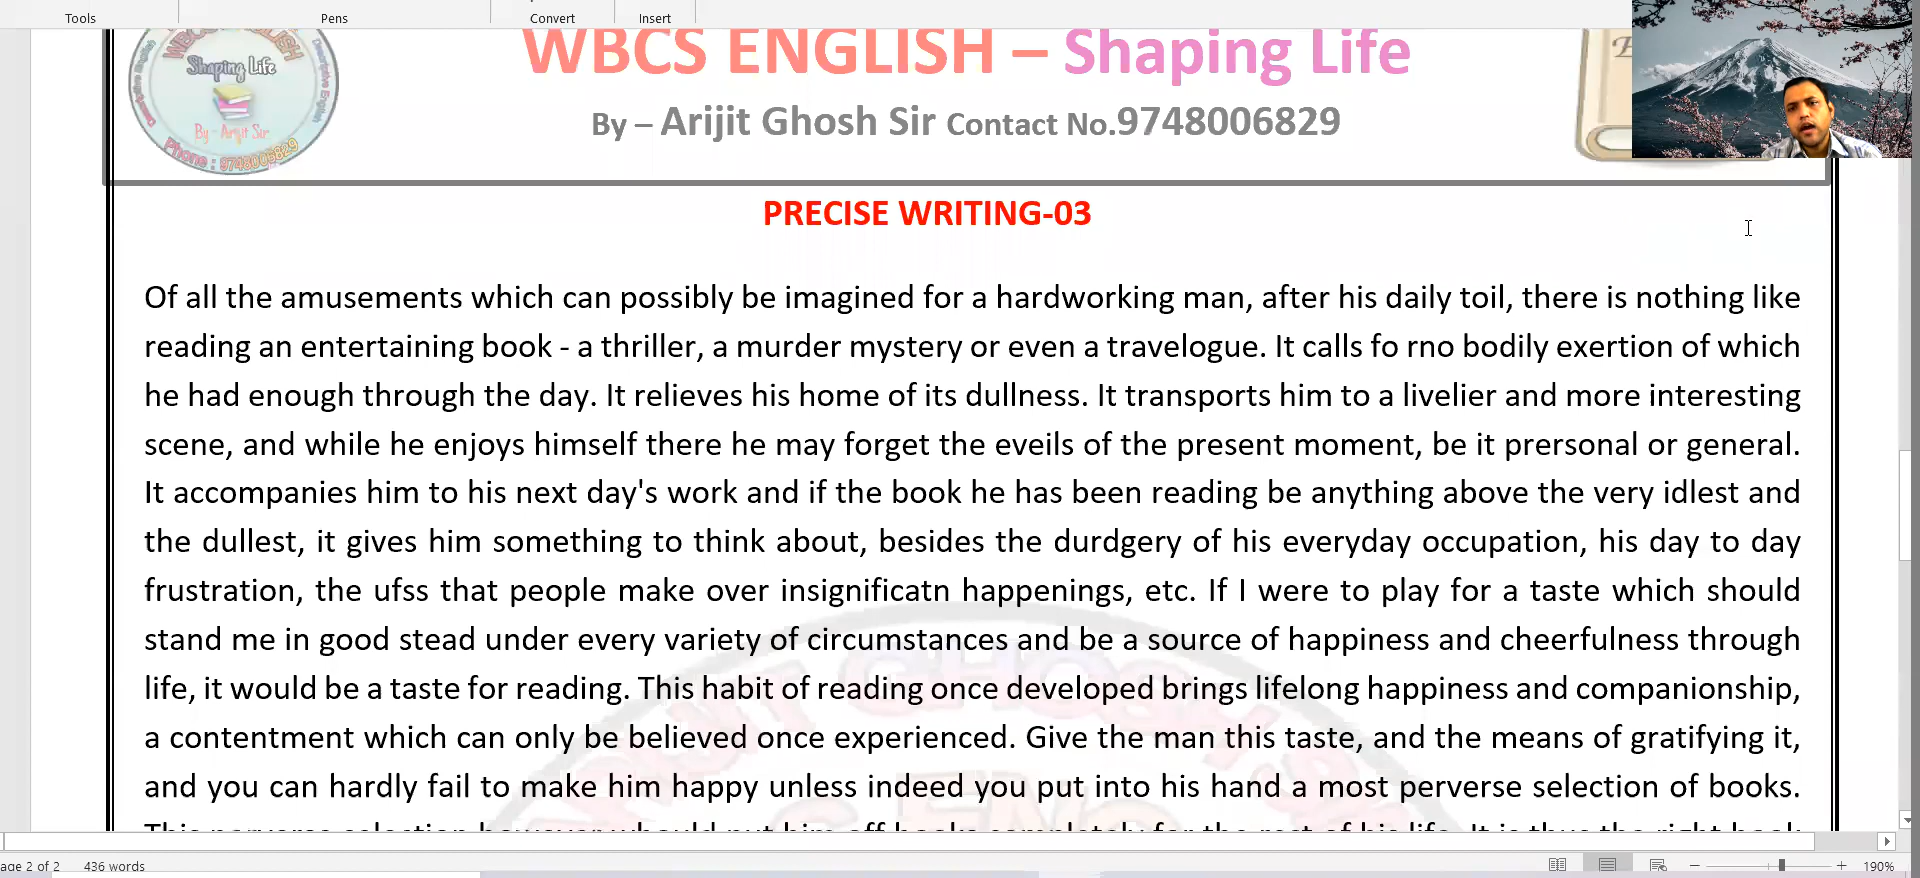 Tools Pens Convert Insert
WBCS ENGLISH – Shaping Life
By – Arijit Ghosh Sir Contact No.9748006829
Shaping Life
By - Arijit Sir
Phone : 9748006829
PRECISE WRITING-03
Of all the amusements which can possibly be imagined for a hardworking man, after his daily toil, there is nothing like
reading an entertaining book - a thriller, a murder mystery or even a travelogue. It calls fo rno bodily exertion of which
he had enough through the day. It relieves his home of its dullness. It transports him to a livelier and more interesting
scene, and while he enjoys himself there he may forget the eveils of the present moment, be it prersonal or general.
It accompanies him to his next day's work and if the book he has been reading be anything above the very idlest and
the dullest, it gives him something to think about, besides the durdgery of his everyday occupation, his day to day
frustration, the ufss that people make over insignificatn happenings, etc. If I were to play for a taste which should
stand me in good stead under every variety of circumstances and be a source of happiness and cheerfulness through
life, it would be a taste for reading. This habit of reading once developed brings lifelong happiness and companionship,
a contentment which can only be believed once experienced. Give the man this taste, and the means of gratifying it,
and you can hardly fail to make him happy unless indeed you put into his hand a most perverse selection of books.
age 2 of 2 436 words 190%